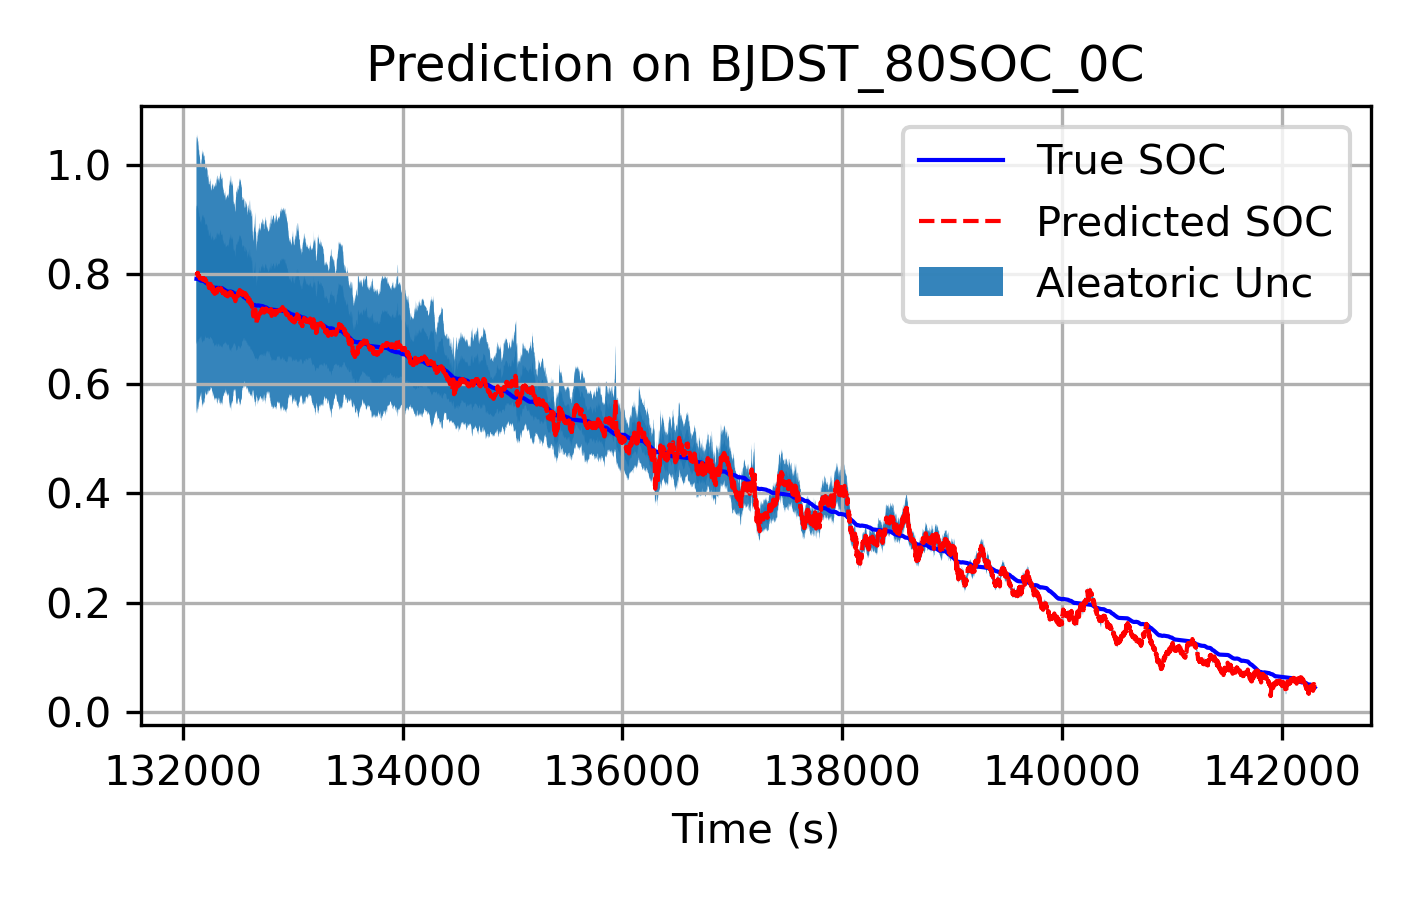 Prediction on BJDST_80SOC_0C
True SOC
Predicted SOC
Aleatoric Unc
1.0
0.8
0.6
0.4
0.2
0.0
132000 134000 136000 138000 140000 142000
Time (s)